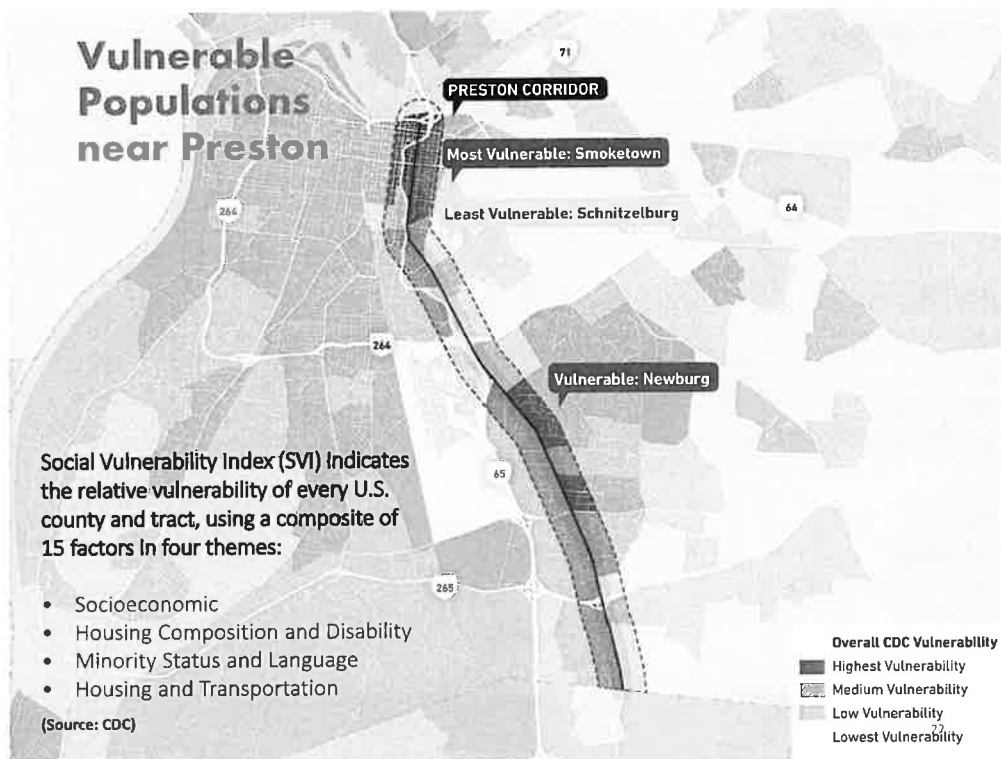 Vulnerable
Populations
near Preston
71
PRESTON CORRIDOR
Most Vulnerable: Smoketown
264
Least Vulnerable: Schnitzelburg
64
264
Vulnerable: Newburg
Social Vulnerability Index (SVI) indicates
the relative vulnerability of every U.S.
county and tract, using a composite of
15 factors in four themes:
65
265
• Socioeconomic
• Housing Composition and Disability
• Minority Status and Language
• Housing and Transportation
(Source: CDC)
Overall CDC Vulnerability
Highest Vulnerability
Medium Vulnerability
Low Vulnerability
22
Lowest Vulnerability